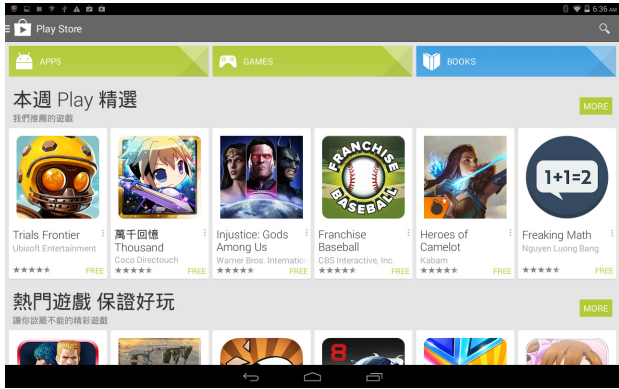 6:36 AM
Play Store
APPS
GAMES
BOOKS
本週 Play 精選
我們推薦的遊戲
MORE
FRANCHISE
BASEBALL
1+1=2
Trials Frontier
Ubisoft Entertainment
FREE
萬千回憶
Thousand
Coco Directouch
FREE
Injustice: Gods
Among Us
Warner Bros. Internatio
FREE
Franchise
Baseball
CBS Interactive, Inc.
FREE
Heroes of
Camelot
Kabam
FREE
Freaking Math
Nguyen Luong Bang
FREE
熱門遊戲 保證好玩
讓你欲罷不能的精彩遊戲
MORE
8